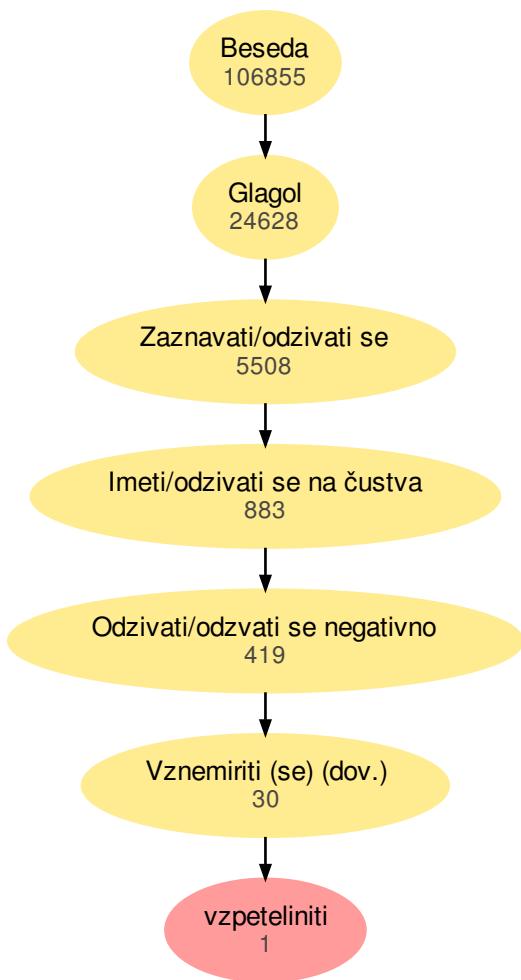 Beseda
106855
Glagol
24628
Zaznavati/odzivati se
5508
Imeti/odzivati se na čustva
883
Odzivati/odzvati se negativno
419
Vznemiriti (se) (dov.)
30
vzpeteliniti
1